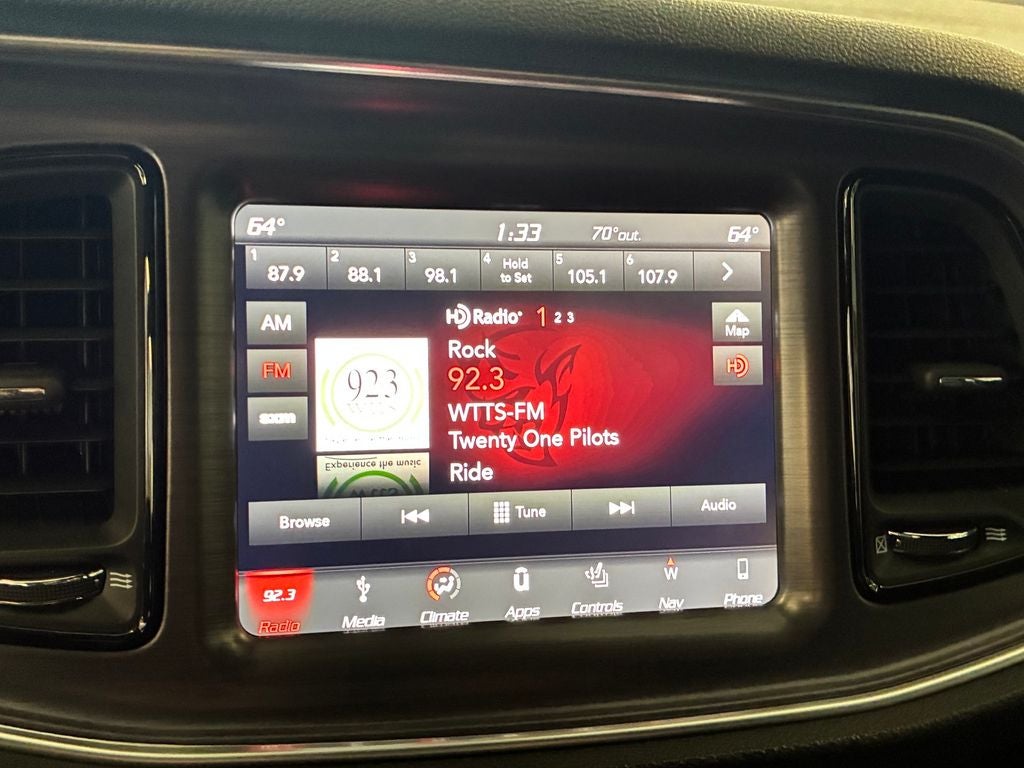 64° 1:33 70°out. 64°
1 87.9 2 88.1 3 98.1 4 Hold to Set 5 105.1 6 107.9
AM
FM
HD Radio 1 2 3
Rock
92.3
WTTS-FM
Twenty One Pilots
Ride
923
WTTS
Experience the music
Map
HD
Browse Tune Audio
92.3 W
Radio Media Climate Apps Controls Nav Phone